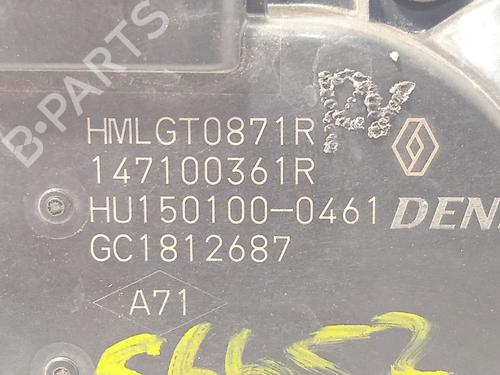 HMLGT0871R
147100361R
HU150100-0461
DEN
GC1812687
A71
B-PARTS